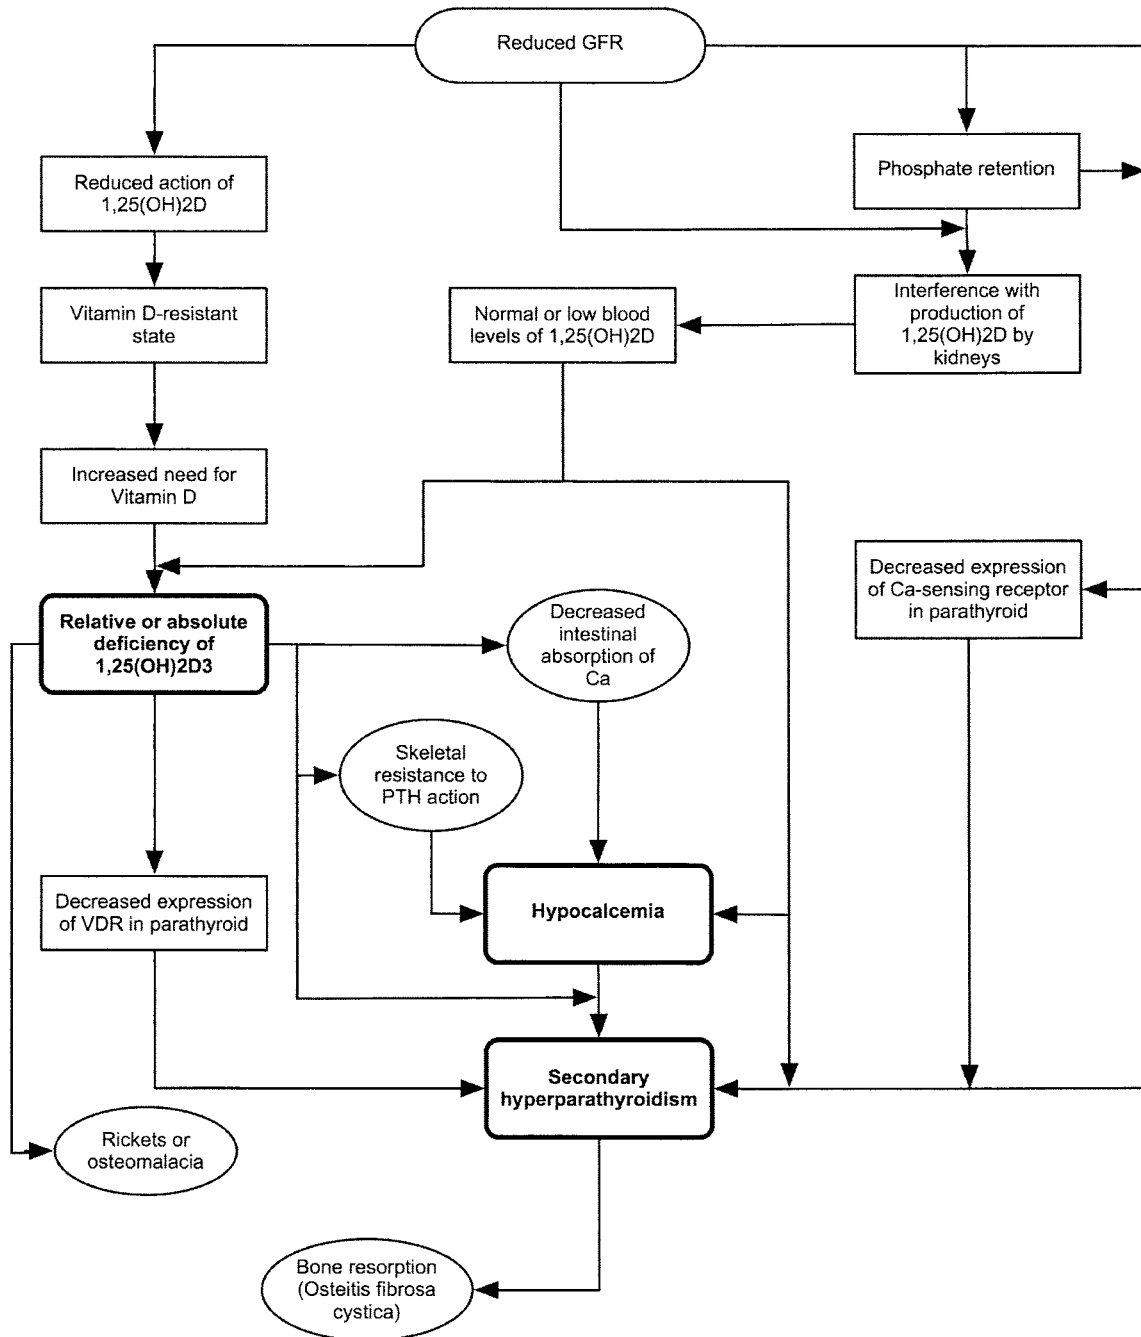 Reduced GFR
Reduced action of
1,25(OH)2D
Phosphate retention
Vitamin D-resistant
state
Normal or low blood
levels of 1,25(OH)2D
Interference with
production of
1,25(OH)2D by
kidneys
Increased need for
Vitamin D
Decreased expression
of Ca-sensing receptor
in parathyroid
Relative or absolute
deficiency of
1,25(OH)2D3
Decreased
intestinal
absorption of
Ca
Skeletal
resistance to
PTH action
Decreased expression
of VDR in parathyroid
Hypocalcemia
Secondary
hyperparathyroidism
Rickets or
osteomalacia
Bone resorption
(Osteitis fibrosa
cystica)